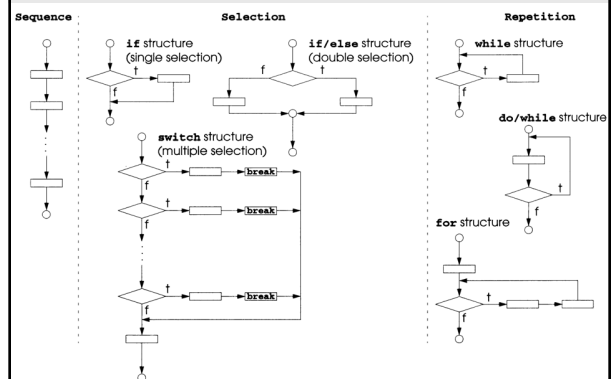 Sequence
Selection
Repetition
if structure
(single selection)
t
f
if/else structure
(double selection)
f
t
switch structure
(multiple selection)
t
break
f
t
break
f
t
break
f
while structure
t
f
do/while structure
t
f
for structure
t
f